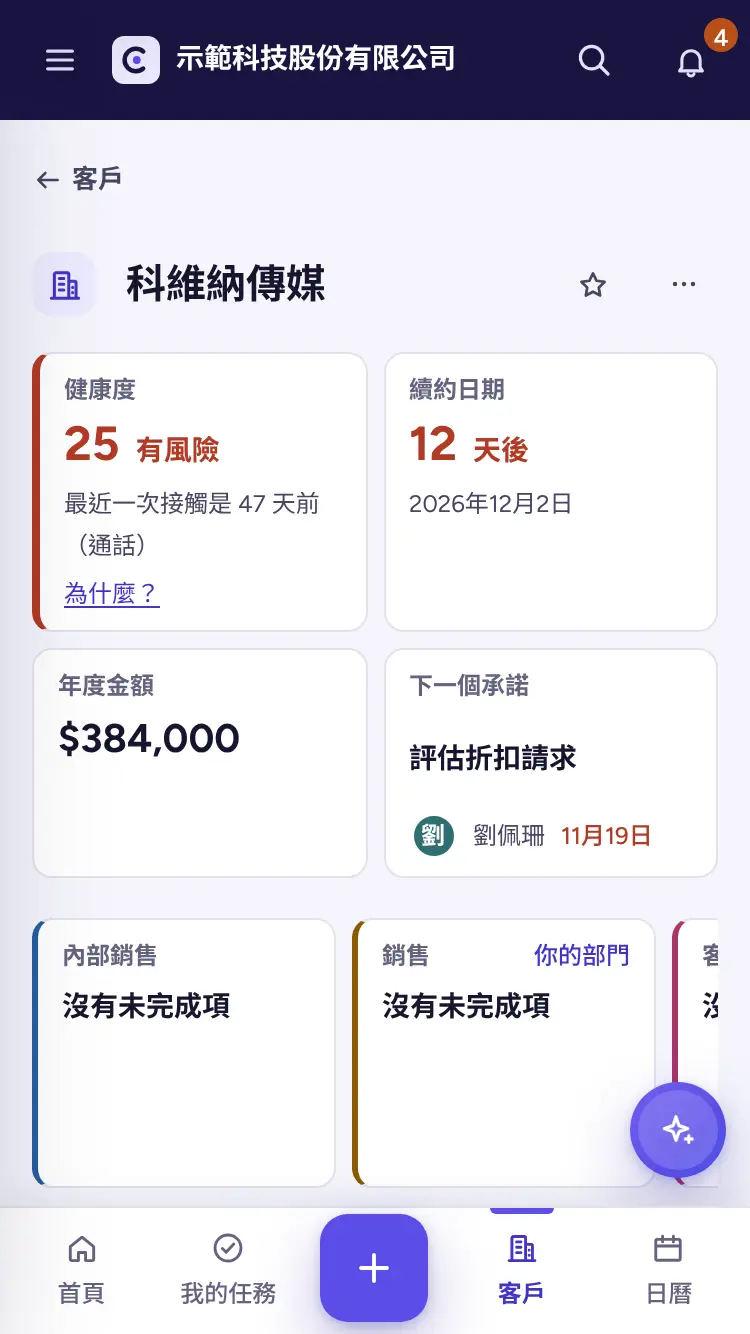 示範科技股份有限公司
4
客戶
科維納傳媒
健康度
25 有風險
最近一次接觸是 47 天前
（通話）
為什麼？
續約日期
12 天後
2026年12月2日
年度金額
$384,000
下一個承諾
評估折扣請求
劉 劉佩珊 11月19日
內部銷售
沒有未完成項
銷售 你的部門
沒有未完成項
首頁
我的任務
客戶
日曆